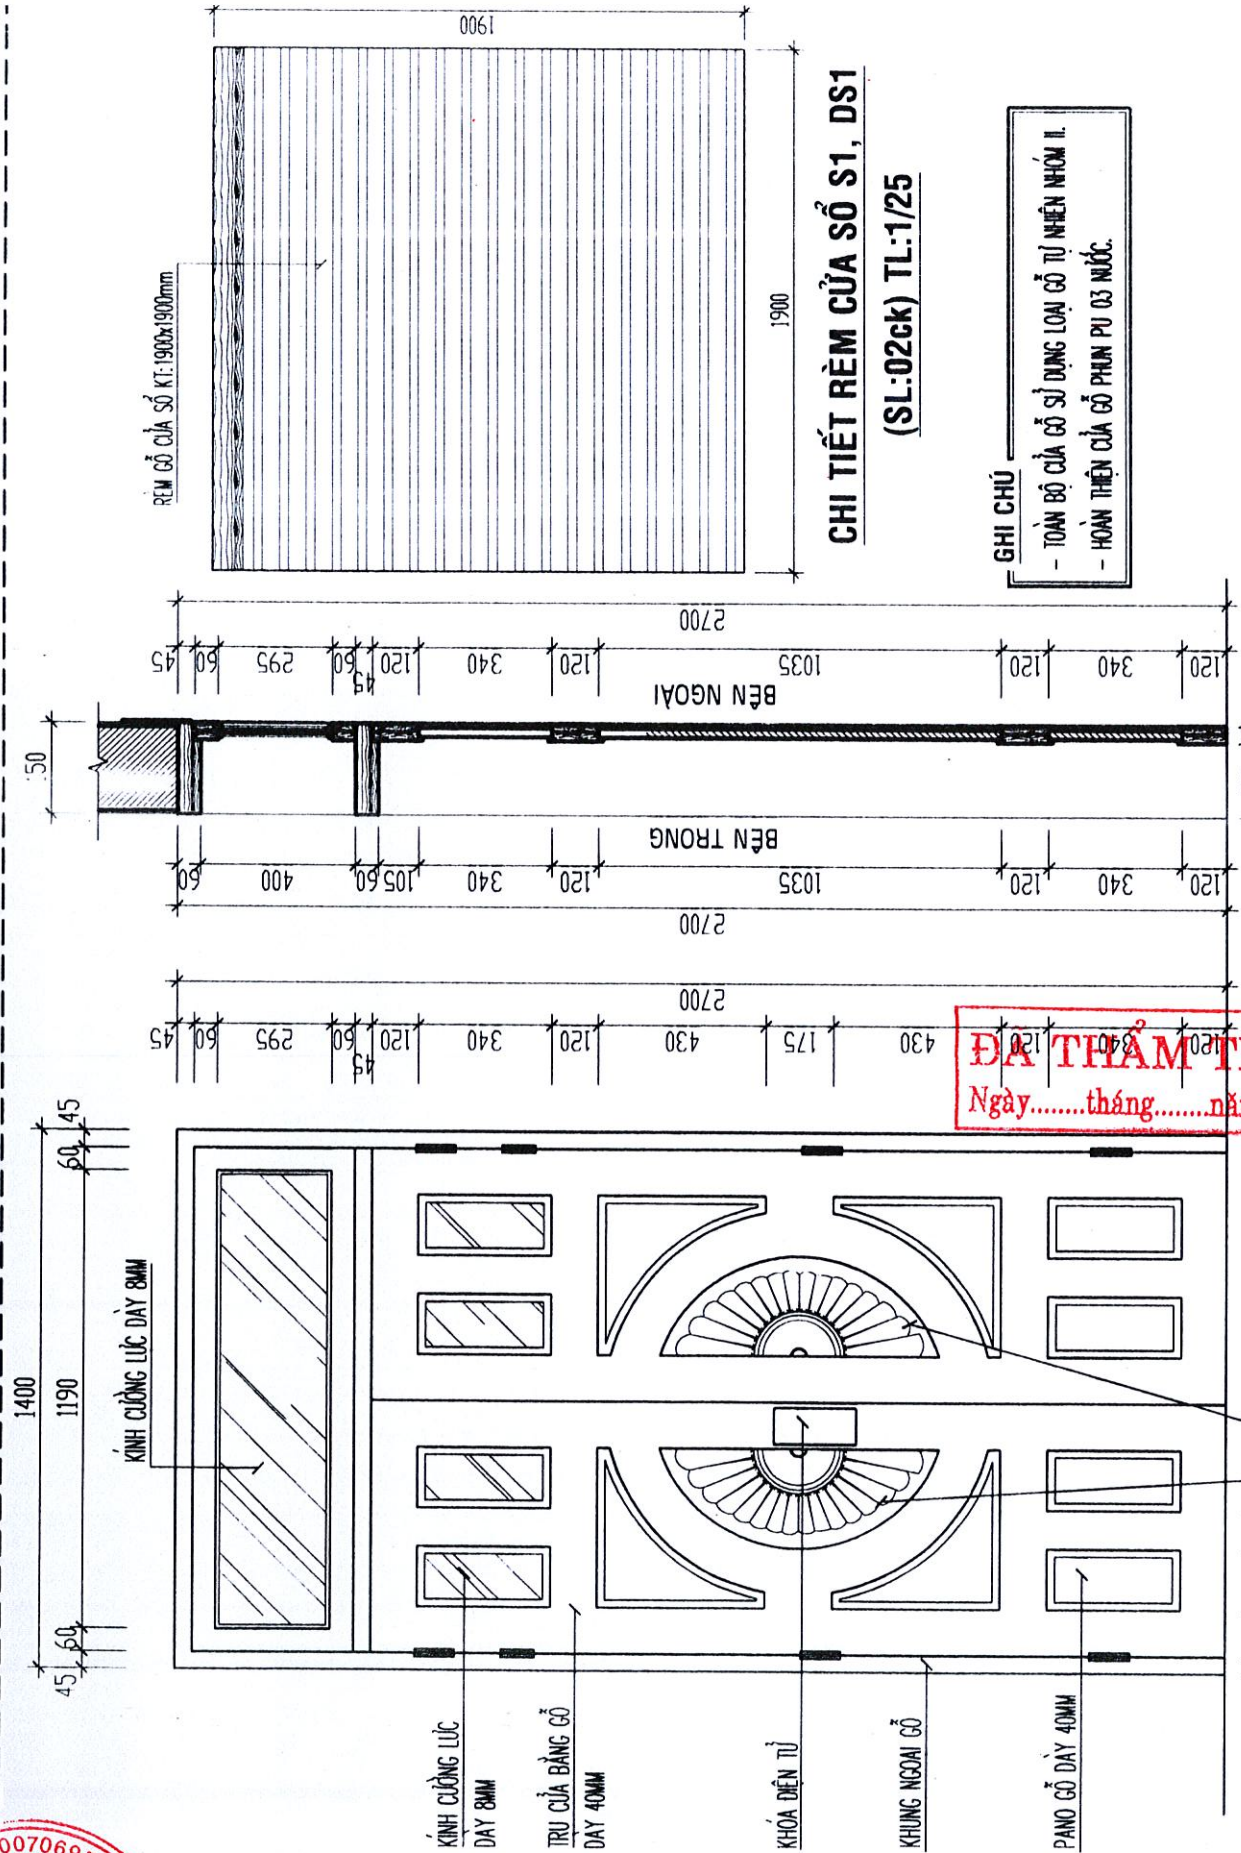 1400
45
60
1190
60
45
KÍNH CƯỜNG LỰC DÀY 8MM
KÍNH CƯỜNG LỰC
DÀY 8MM
TRỤ CỬA BẰNG GỖ
DÀY 40MM
KHÓA ĐIỆN TỬ
KHUNG NGOẠI GỖ
PANO GỖ DÀY 40MM
45
60
295
60
45
120
340
120
430
175
430
120
340
120
2700
2700
60
400
60
105
340
120
1035
120
340
120
BÊN TRONG
50
BÊN NGOÀI
45
60
295
60
45
120
340
120
1035
120
340
120
2700
RÈM GỖ CỬA SỔ KT:1900x1900mm
1900
1900
CHI TIẾT RÈM CỬA SỔ S1, DS1
(SL:02ck) TL:1/25
GHI CHÚ
- TOÀN BỘ CỬA GỖ SỬ DỤNG LOẠI GỖ TỰ NHIÊN NHÓM II.
- HOÀN THIỆN CỬA GỖ PHUN PU 03 NƯỚC.
ĐÃ THẨM T
Ngày........tháng........nă